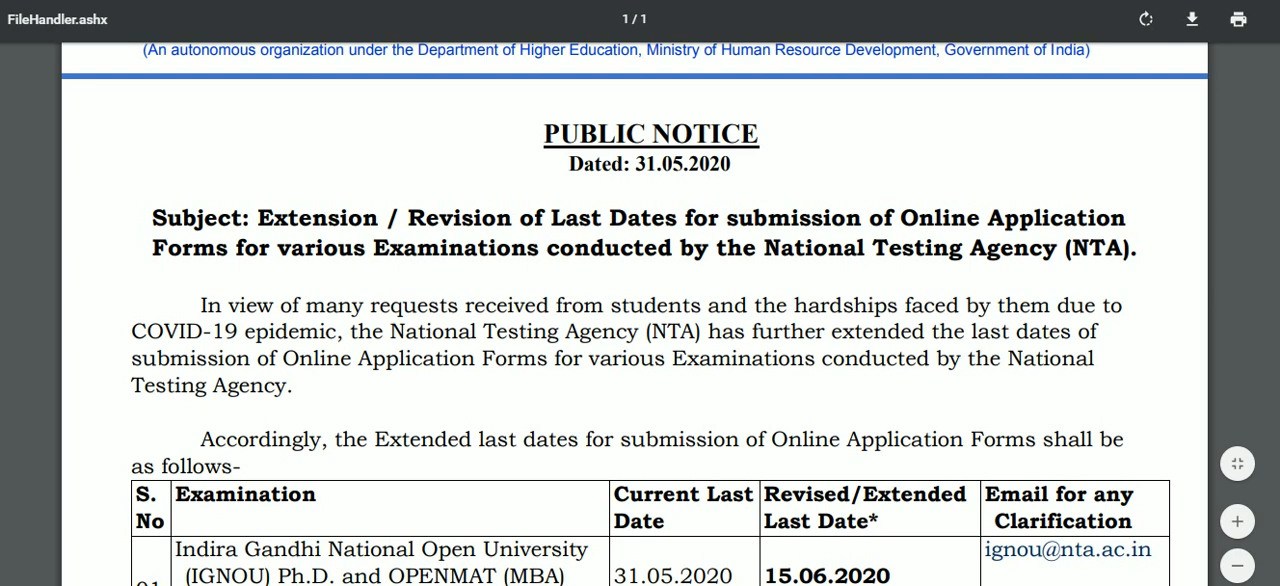 FileHandler.ashx
1 / 1
(An autonomous organization under the Department of Higher Education, Ministry of Human Resource Development, Government of India)
PUBLIC NOTICE
Dated: 31.05.2020
Subject: Extension / Revision of Last Dates for submission of Online Application
Forms for various Examinations conducted by the National Testing Agency (NTA).
In view of many requests received from students and the hardships faced by them due to
COVID-19 epidemic, the National Testing Agency (NTA) has further extended the last dates of
submission of Online Application Forms for various Examinations conducted by the National
Testing Agency.
Accordingly, the Extended last dates for submission of Online Application Forms shall be
as follows-
S. Examination Current Last Revised/Extended Email for any
No Date Last Date* Clarification
Indira Gandhi National Open University ignou@nta.ac.in
01 (IGNOU) Ph.D. and OPENMAT (MBA) 31.05.2020 15.06.2020